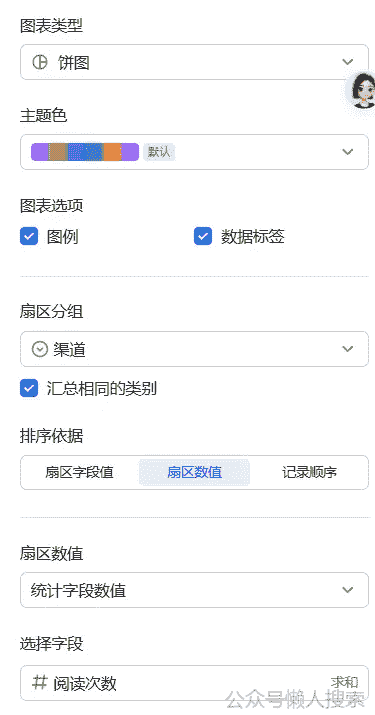 图表类型
饼图
主题色
默认
图表选项
图例 数据标签
扇区分组
渠道
汇总相同的类别
排序依据
扇区字段值 扇区数值 记录顺序
扇区数值
统计字段数值
选择字段
阅读次数 求和
公众号懒人搜索